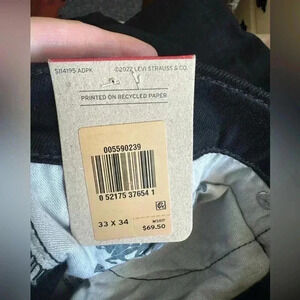 S114195 ADPK ©2022 LEVI STRAUSS & CO.
PRINTED ON RECYCLED PAPER
005590239
0 52175 37654 1
33 X 34
MSRP
$69.50